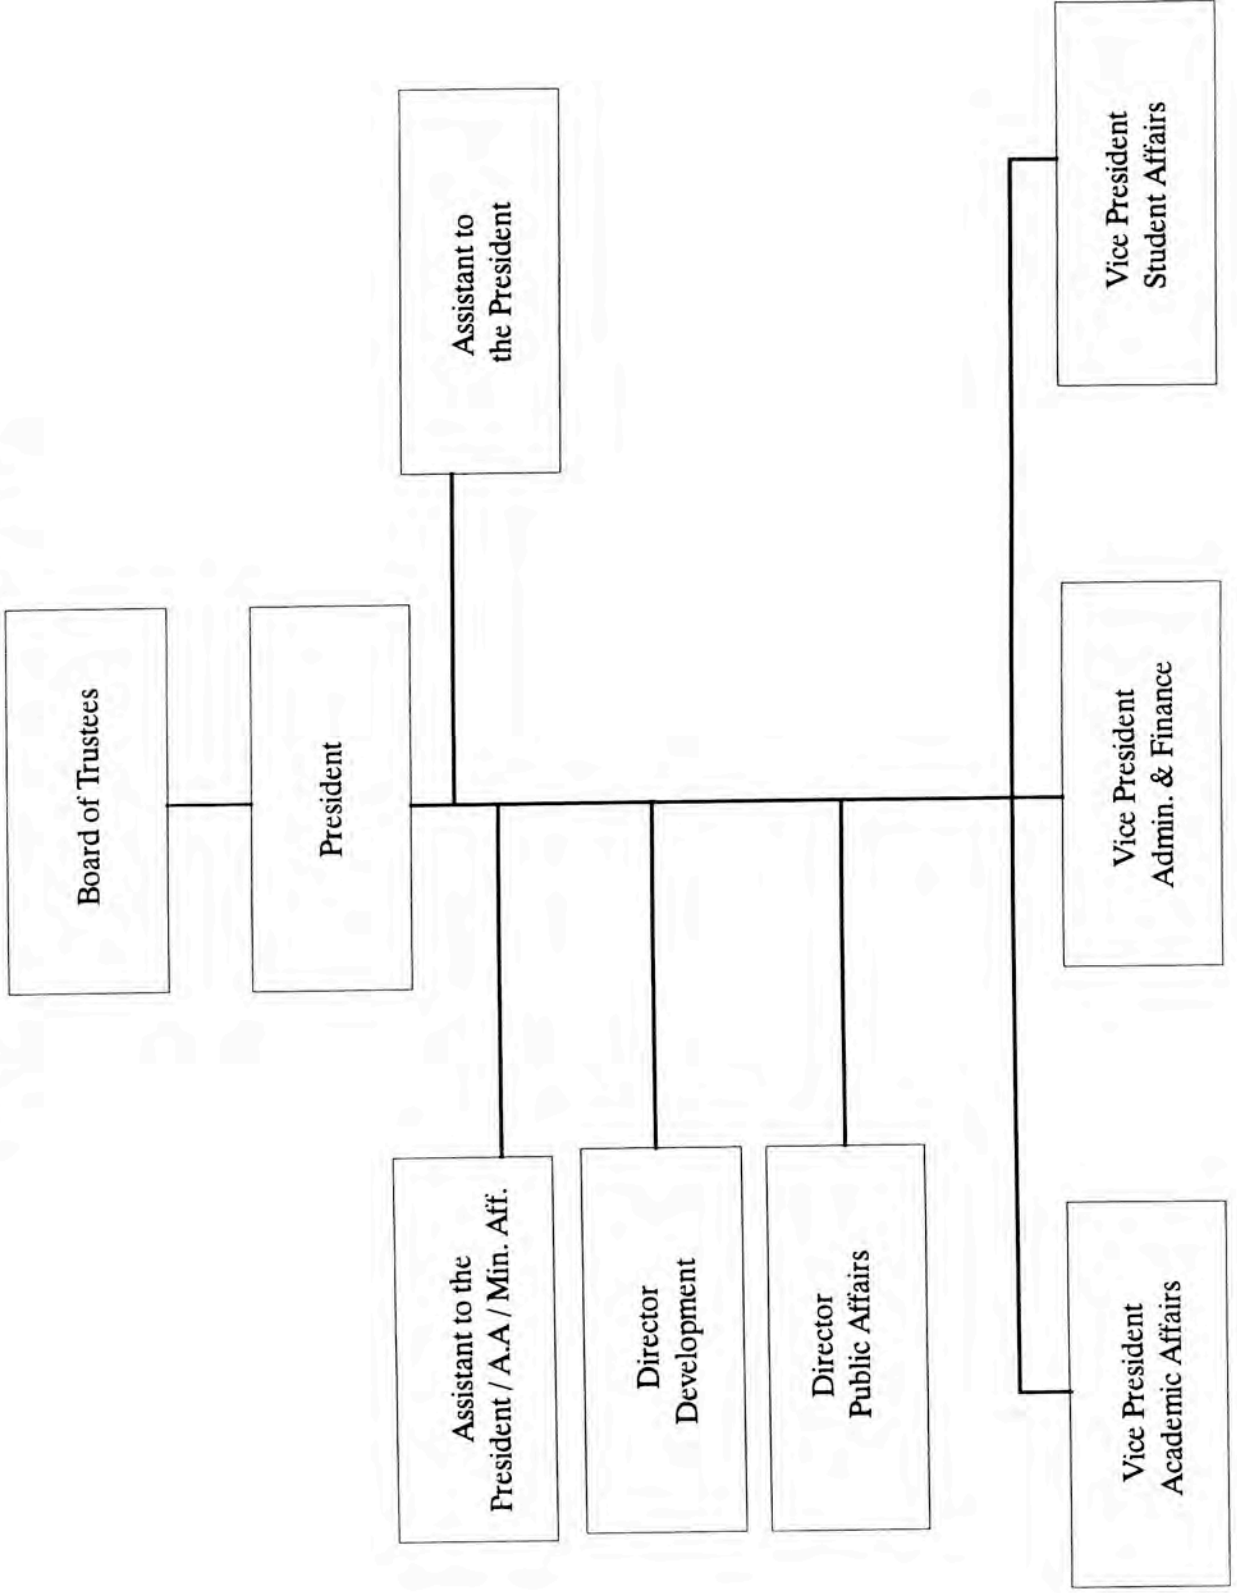 Board of Trustees
President
Assistant to
the President
Assistant to the
President / A.A / Min. Aff.
Director
Development
Director
Public Affairs
Vice President
Academic Affairs
Vice President
Admin. & Finance
Vice President
Student Affairs